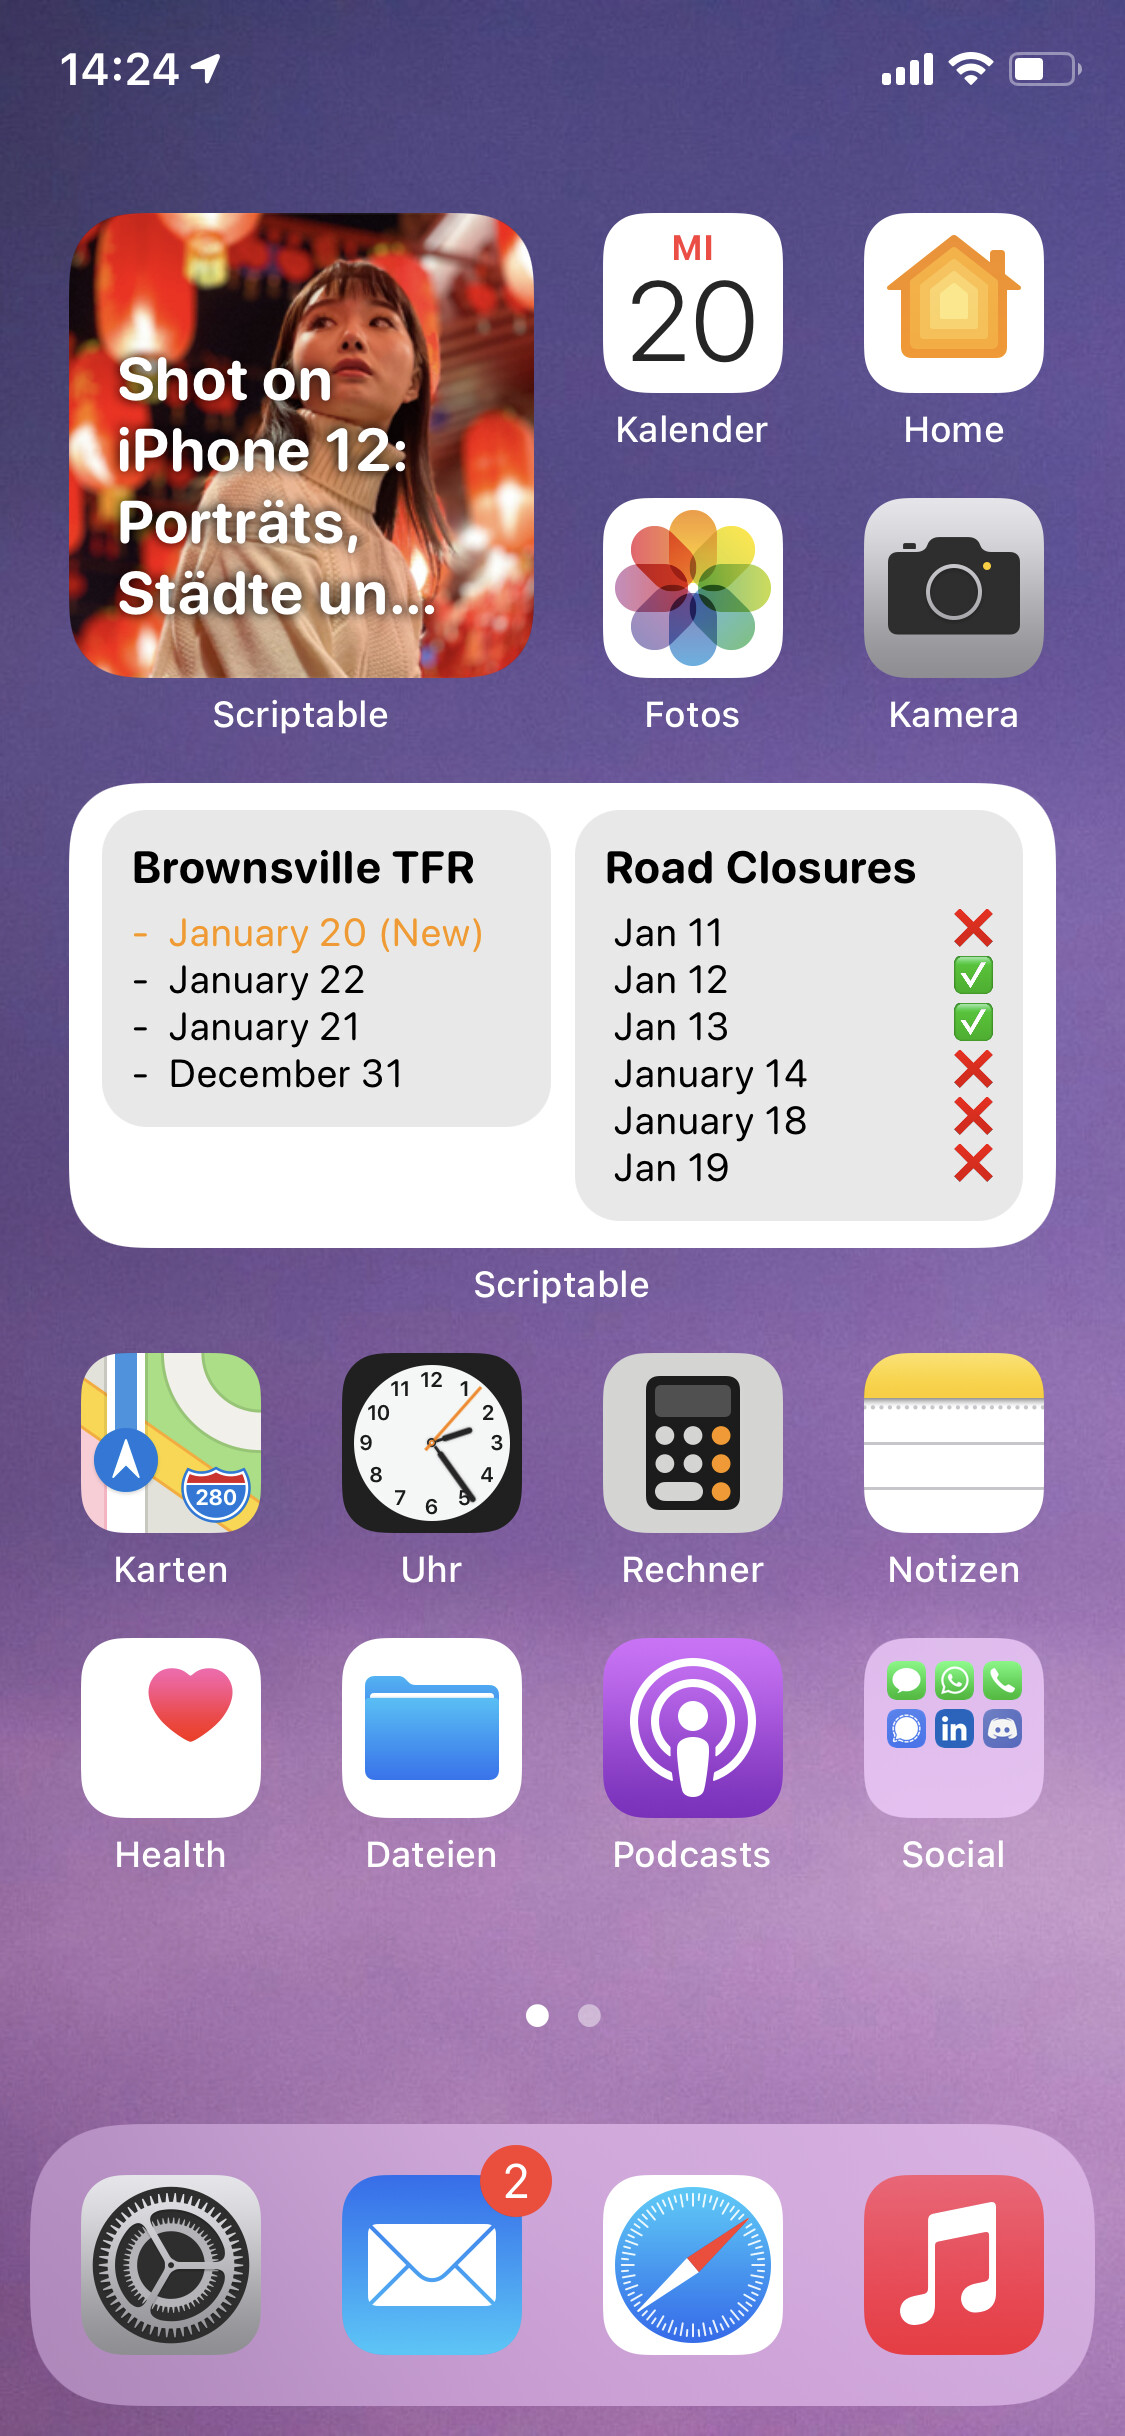 14:24
Shot on
iPhone 12:
Porträts,
Städte un...
Scriptable
MI
20
Kalender
Home
Fotos
Kamera
Brownsville TFR
- January 20 (New)
- January 22
- January 21
- December 31
Road Closures
Jan 11 ❌
Jan 12 ✅
Jan 13 ✅
January 14 ❌
January 18 ❌
Jan 19 ❌
Scriptable
280
Karten
12
1
2
3
4
5
6
7
8
9
10
11
Uhr
Rechner
Notizen
Health
Dateien
Podcasts
in
Social
2